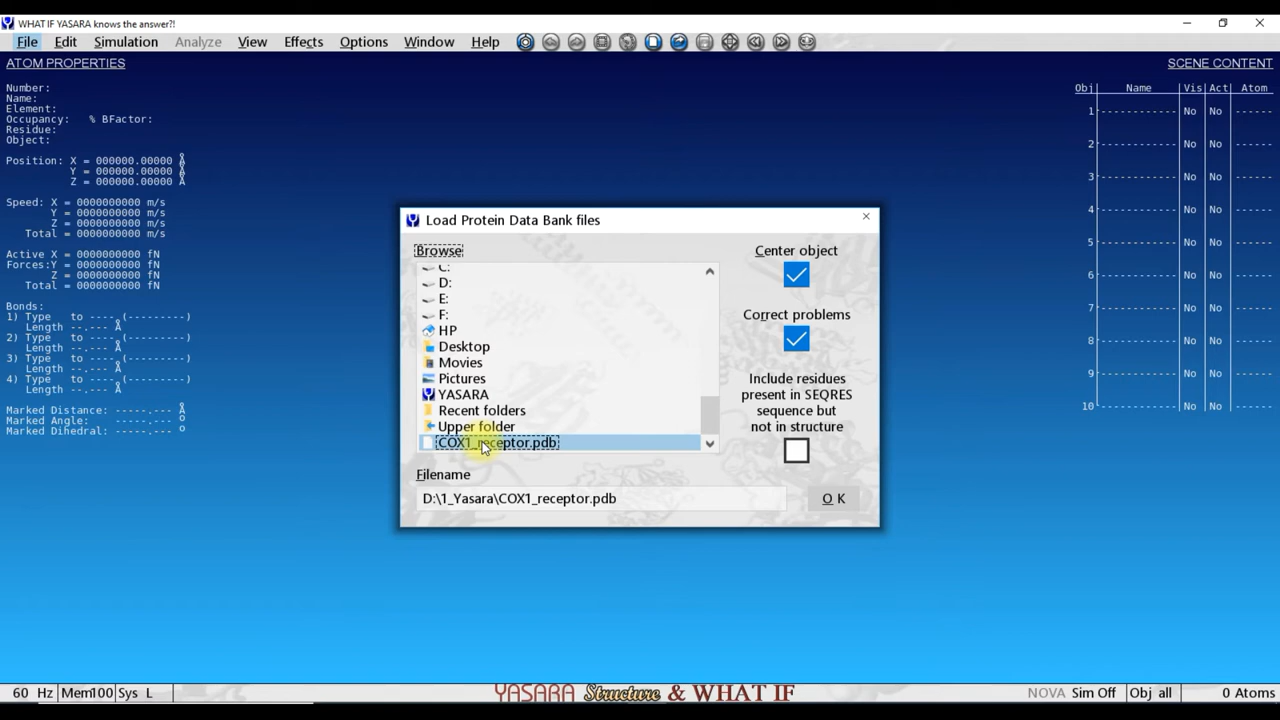 WHAT IF YASARA knows the answer?!
File Edit Simulation Analyze View Effects Options Window Help
ATOM PROPERTIES
Number:
Name:
Element:
Occupancy: % BFactor:
Residue:
Object:
Position: X = 000000.00000 Å
Y = 000000.00000 Å
Z = 000000.00000 Å
Speed: X = 0000000000 m/s
Y = 0000000000 m/s
Z = 0000000000 m/s
Total = 0000000000 m/s
Active X = 0000000000 fN
Forces:Y = 0000000000 fN
Z = 0000000000 fN
Total = 0000000000 fN
Bonds:
1) Type to ----(---------)
Length --.--- Å
2) Type to ----(---------)
Length --.--- Å
3) Type to ----(---------)
Length --.--- Å
4) Type to ----(---------)
Length --.--- Å
Marked Distance: -----.--- Å
Marked Angle: -----.--- o
Marked Dihedral: -----.--- o
Load Protein Data Bank files
Browse
C:
D:
E:
F:
HP
Desktop
Movies
Pictures
YASARA
Recent folders
Upper folder
COX1_receptor.pdb
Filename
D:\1_Yasara\COX1_receptor.pdb
Center object
Correct problems
Include residues
present in SEQRES
sequence but
not in structure
O K
SCENE CONTENT
Obj Name Vis Act Atom
1 ------------ No No -----
2 ------------ No No -----
3 ------------ No No -----
4 ------------ No No -----
5 ------------ No No -----
6 ------------ No No -----
7 ------------ No No -----
8 ------------ No No -----
9 ------------ No No -----
10 ------------ No No -----
60 Hz Mem100 Sys L
YASARA Structure & WHAT IF
NOVA Sim Off Obj all 0 Atoms